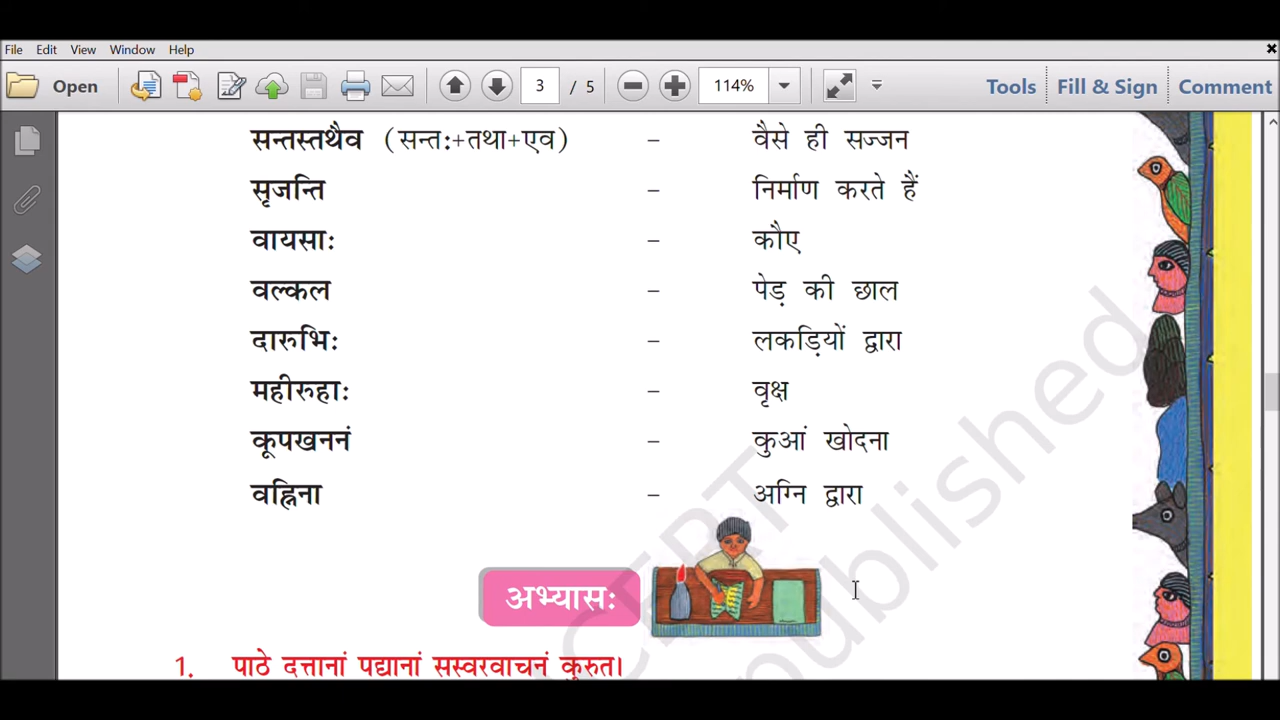 File Edit View Window Help
Open 3 / 5 114% Tools Fill & Sign Comment
सन्तस्तथैव (सन्तः+तथा+एव) – वैसे ही सज्जन
सृजन्ति – निर्माण करते हैं
वायसाः – कौए
वल्कल – पेड़ की छाल
दारुभिः – लकड़ियों द्वारा
महीरुहाः – वृक्ष
कूपखननं – कुआं खोदना
वह्निना – अग्नि द्वारा
अभ्यासः
1. पाठे दत्तानां पद्यानां सस्वरवाचनं कुरुत।
CERT
published